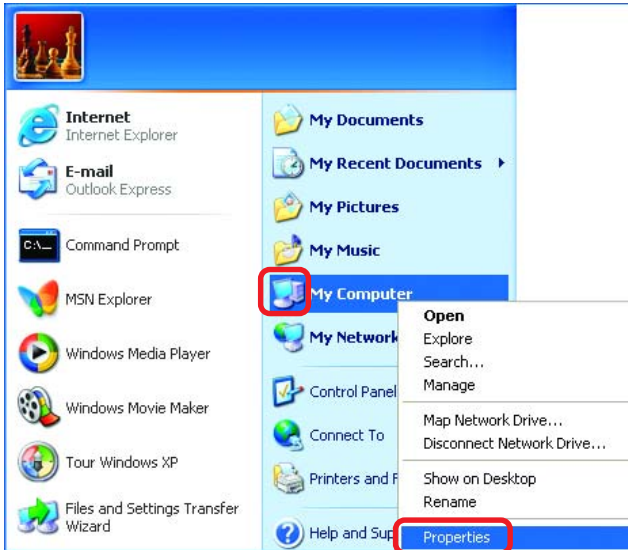 Internet
Internet Explorer
E-mail
Outlook Express
C:\_
Command Prompt
MSN Explorer
Windows Media Player
Windows Movie Maker
Tour Windows XP
Files and Settings Transfer
Wizard
My Documents
My Recent Documents
My Pictures
My Music
My Computer
My Network
Control Panel
Connect To
Printers and F
Help and Sup
Open
Explore
Search...
Manage
Map Network Drive...
Disconnect Network Drive...
Show on Desktop
Rename
Properties